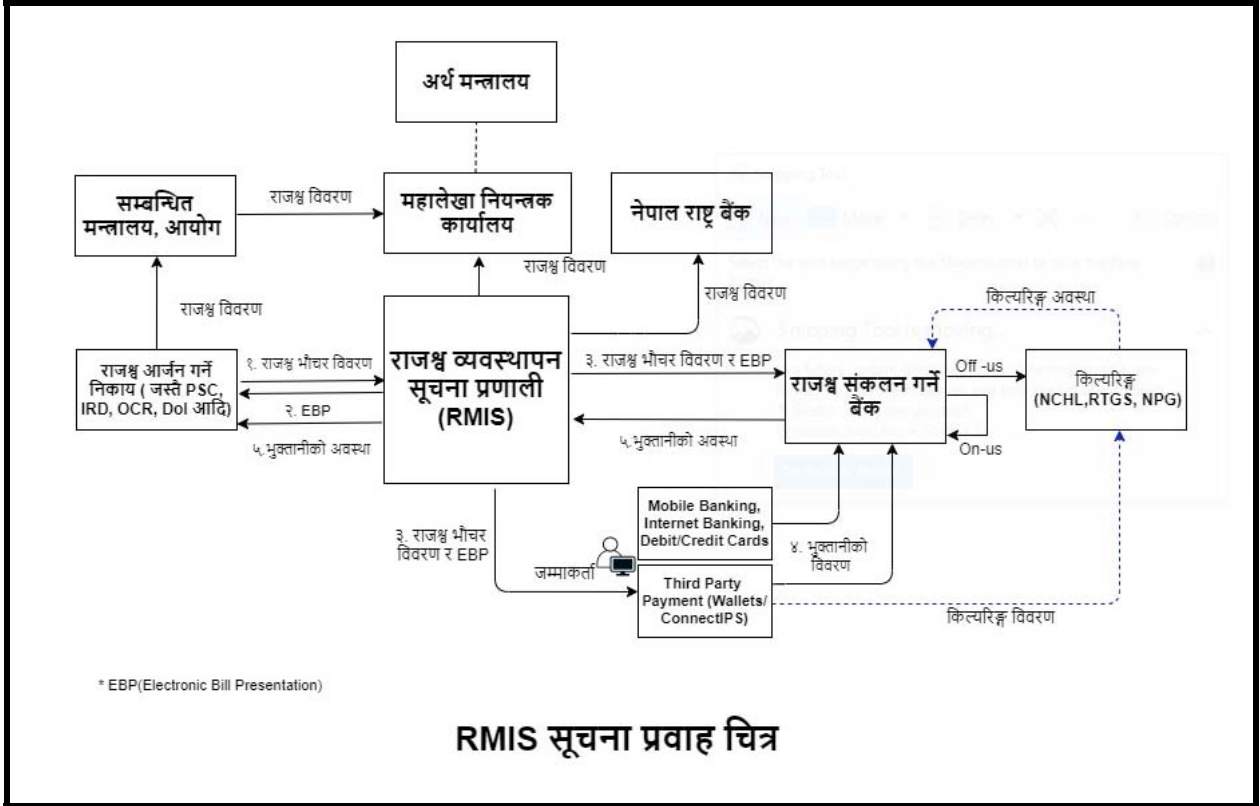 अर्थ मन्त्रालय
सम्बन्धित
मन्त्रालय, आयोग
राजश्व विवरण
महालेखा नियन्त्रक
कार्यालय
नेपाल राष्ट्र बैंक
राजश्व विवरण
राजश्व विवरण
राजश्व विवरण
किल्यरिङ्ग अवस्था
राजश्व आर्जन गर्ने
निकाय ( जस्तै PSC,
IRD, OCR, DoI आदि)
१. राजश्व भौचर विवरण
२. EBP
५.भुक्तानीको अवस्था
राजश्व व्यवस्थापन
सूचना प्रणाली
(RMIS)
३. राजश्व भौचर विवरण र EBP
५.भुक्तानीको अवस्था
राजश्व संकलन गर्ने
बैंक
Off -us
On-us
किल्यरिङ्ग
(NCHL,RTGS, NPG)
३. राजश्व भौचर
विवरण र EBP
जम्माकर्ता
Mobile Banking,
Internet Banking,
Debit/Credit Cards
४. भुक्तानीको
विवरण
Third Party
Payment (Wallets/
ConnectIPS)
किल्यरिङ्ग विवरण
* EBP(Electronic Bill Presentation)
RMIS सूचना प्रवाह चित्र